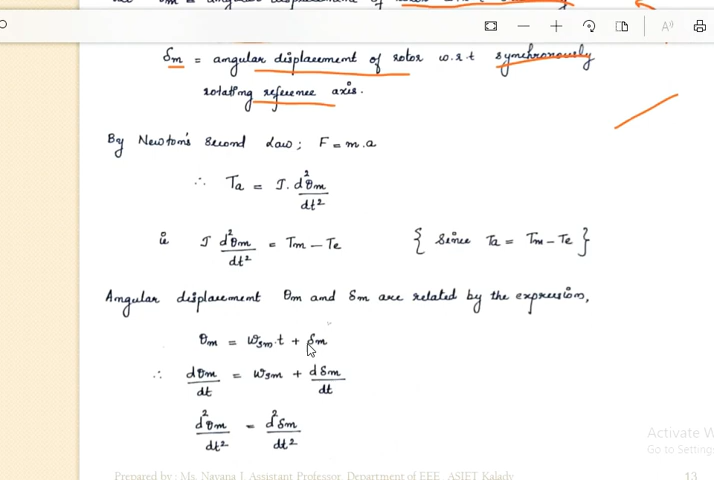 δm = angular displacement of rotor w.r.t synchronously
rotating reference axis.
By Newton's Second Law; F = m.a
∴ Ta = J. d²θm/dt²
ie J d²θm/dt² = Tm − Te { Since Ta = Tm − Te }
Angular displacement θm and δm are related by the expression,
θm = ωsm.t + δm
∴ dθm/dt = ωsm + dδm/dt
d²θm/dt² = d²δm/dt²
Activate W
Go to Setting
Prepared by : Ms. Nayana J, Assistant Professor, Department of EEE, ASIET Kalady
13